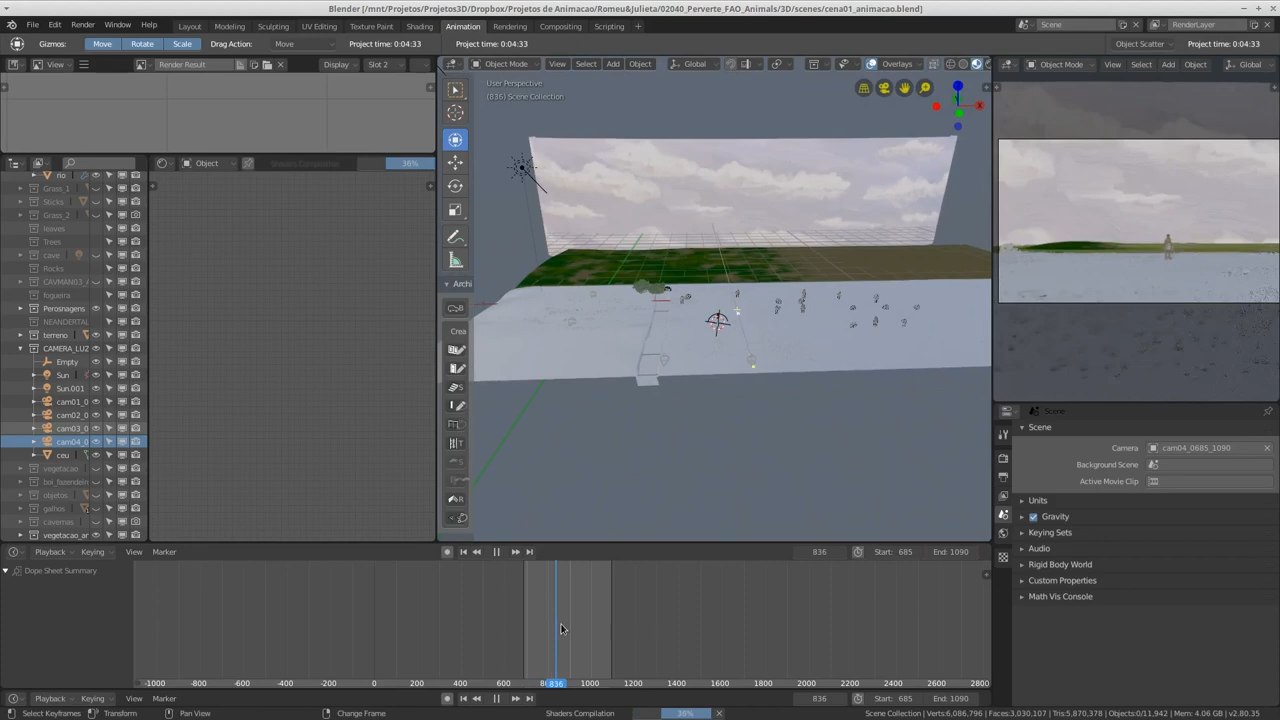 Blender [/mnt/Projetos/Projetos3D/Dropbox/Projetos de Animacao/Romeu&Julieta/02040_Perverte_FAO_Animals/3D/scenes/cena01_animacao.blend]
File Edit Render Window Help Layout Modeling Sculpting UV Editing Texture Paint Shading Animation Rendering Compositing Scripting + Scene RenderLayer
Gizmos: Move Rotate Scale Drag Action: Move Project time: 0:04:33 Project time: 0:04:33 Object Scatter Project time: 0:04:33
View Render Result Display Slot 2 Object Mode View Select Add Object Global Overlays Object Mode View Select Add Object Global
User Perspective
(836) Scene Collection
Object Shaders Compilation 36%
rio
Grass_1
Sticks
Grass_2
leaves
Trees
cave
Rocks
CAVMAN03_
fogueira
Perosnagens
NEANDERTAL
terreno
CAMERA_LUZ
Empty
Sun
Sun.001
cam01_0
cam02_0
cam03_0
cam04_0
ceu
vegetacao
boi_fazendeir
objetos
galhos
cavernas
vegetacao_ar
Archi
Crea
R
Scene
Scene
Camera cam04_0685_1090
Background Scene
Active Movie Clip
Units
Gravity
Keying Sets
Audio
Rigid Body World
Custom Properties
Math Vis Console
Playback Keying View Marker 836 Start: 685 End: 1090
Dope Sheet Summary
-1000 -800 -600 -400 -200 0 200 400 600 836 1000 1200 1400 1600 1800 2000 2200 2400 2600 2800
Playback Keying View Marker 836 Start: 685 End: 1090
Select Keyframes Transform Pan View Change Frame Shaders Compilation 36% Scene Collection | Verts:6,086,796 | Faces:3,030,107 | Tris:5,870,378 | Objects:0/11,942 | Mem: 4.06 GB | v2.80.35